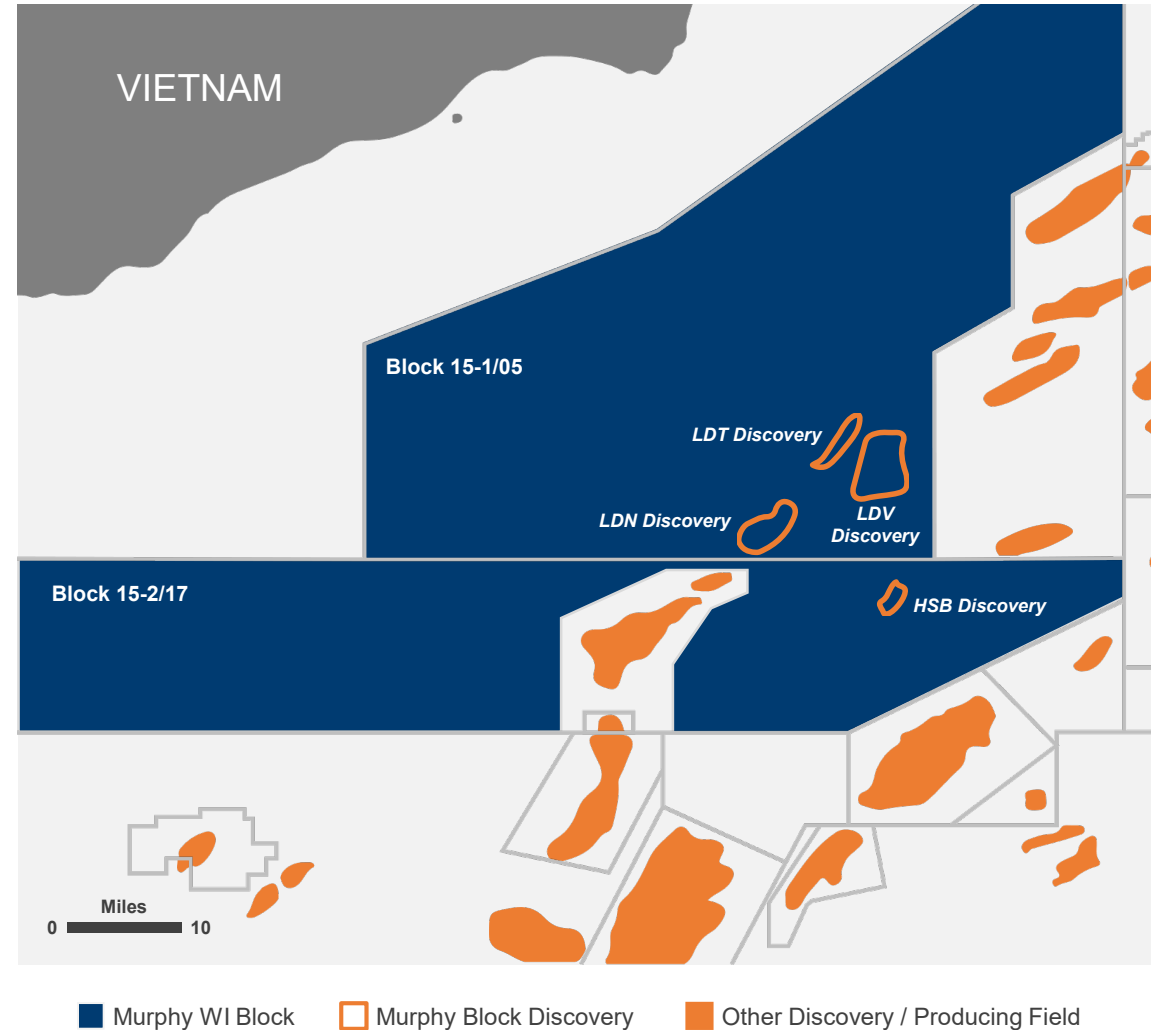 VIETNAM
Block 15-1/05
LDT Discovery
LDN Discovery
LDV
Discovery
Block 15-2/17
HSB Discovery
Miles
0 10
Murphy WI Block Murphy Block Discovery Other Discovery / Producing Field